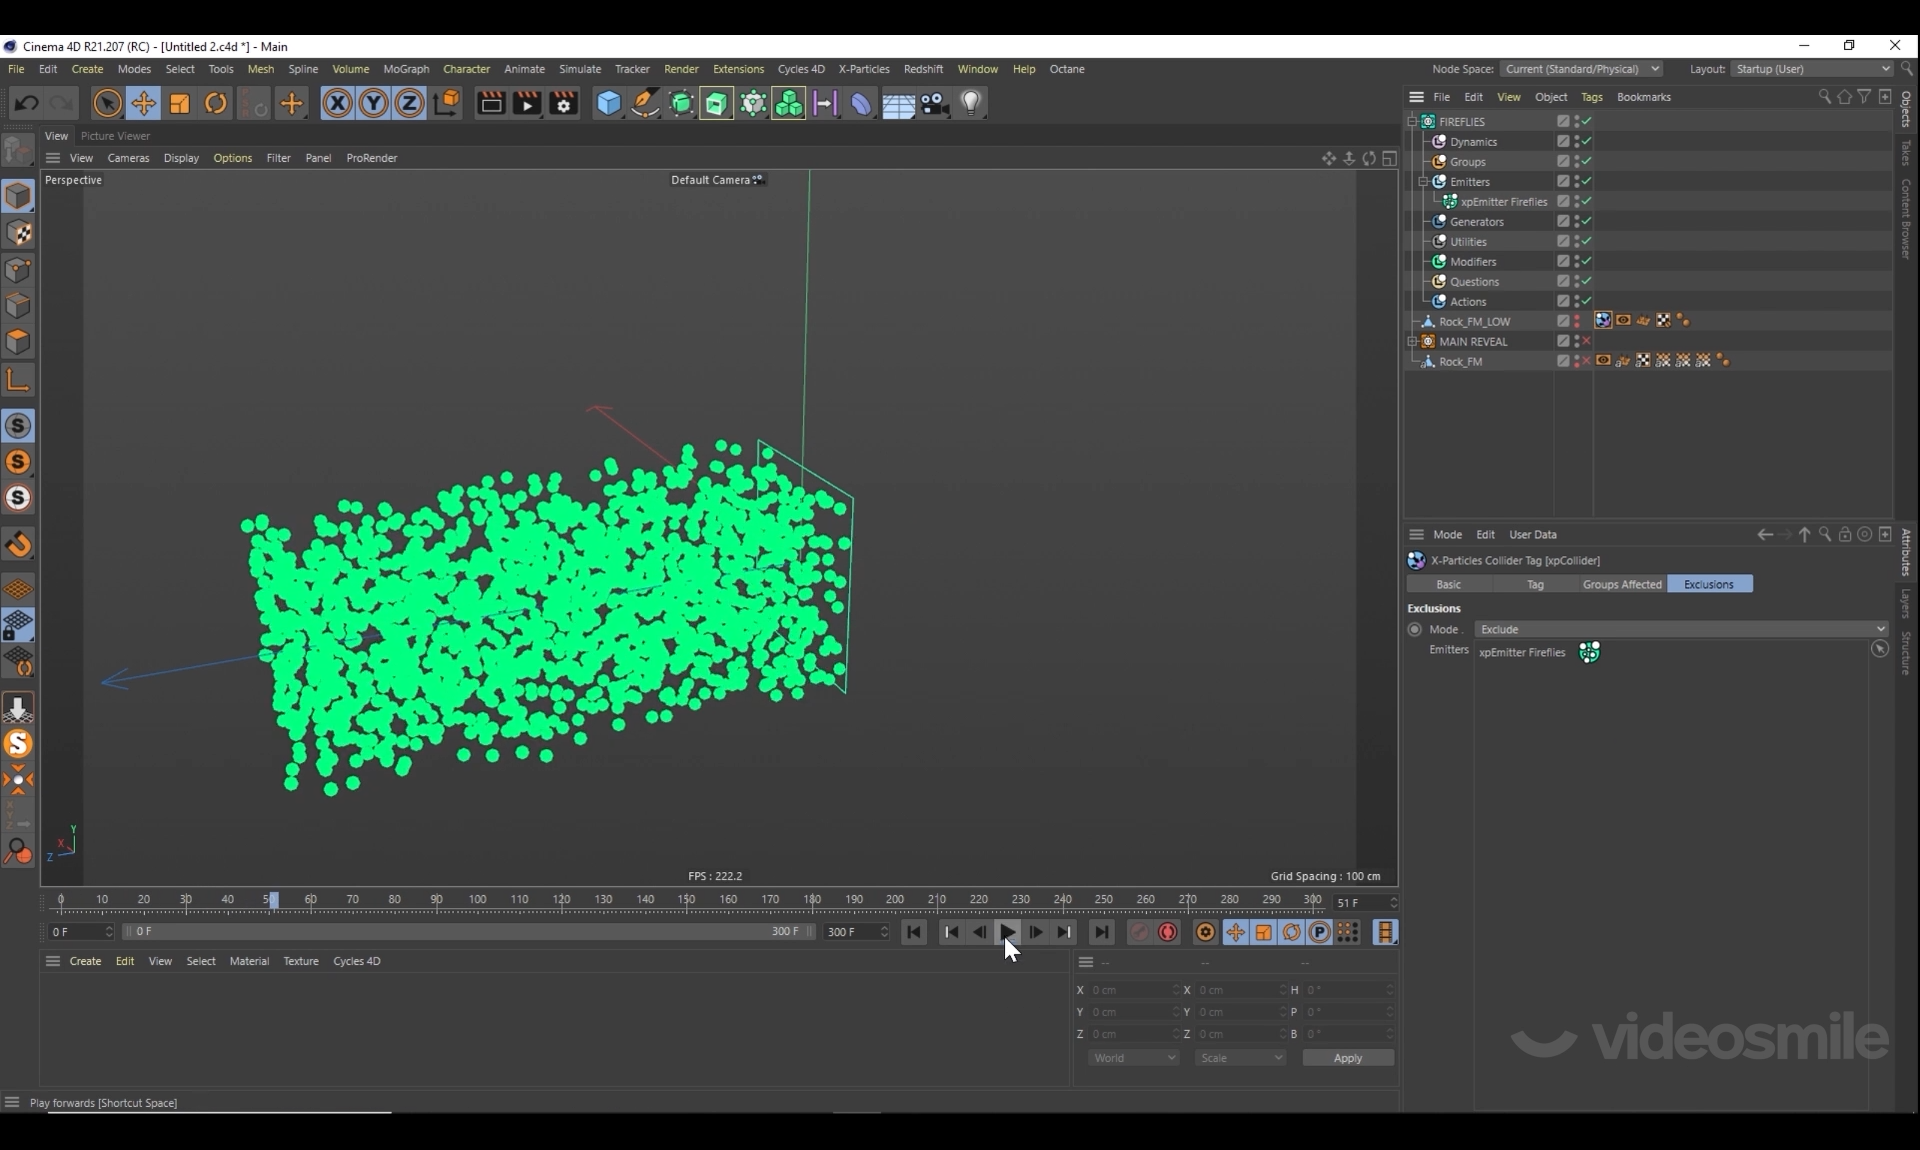 Cinema 4D R21.207 (RC) - [Untitled 2.c4d *] - Main
File Edit Create Modes Select Tools Mesh Spline Volume MoGraph Character Animate Simulate Tracker Render Extensions Cycles 4D X-Particles Redshift Window Help Octane Node Space: Current (Standard/Physical) Layout: Startup (User)
File Edit View Object Tags Bookmarks
View Picture Viewer
View Cameras Display Options Filter Panel ProRender
Perspective Default Camera
FIREFLIES
Dynamics
Groups
Emitters
xpEmitter Fireflies
Generators
Utilities
Modifiers
Questions
Actions
Rock_FM_LOW
MAIN REVEAL
Rock_FM
Objects
Takes
Content Browser
Mode Edit User Data
X-Particles Collider Tag [xpCollider]
Basic Tag Groups Affected Exclusions
Exclusions
Mode . Exclude
Emitters xpEmitter Fireflies
Attributes
Layers
Structure
Y
X
Z
FPS : 222.2 Grid Spacing : 100 cm
0 10 20 30 40 50 60 70 80 90 100 110 120 130 140 150 160 170 180 190 200 210 220 230 240 250 260 270 280 290 300 51 F
0 F 0 F 300 F 300 F
Create Edit View Select Material Texture Cycles 4D
-- -- --
X 0 cm X 0 cm H 0 °
Y 0 cm Y 0 cm P 0 °
Z 0 cm Z 0 cm B 0 °
World Scale Apply
videosmile
Play forwards [Shortcut Space]